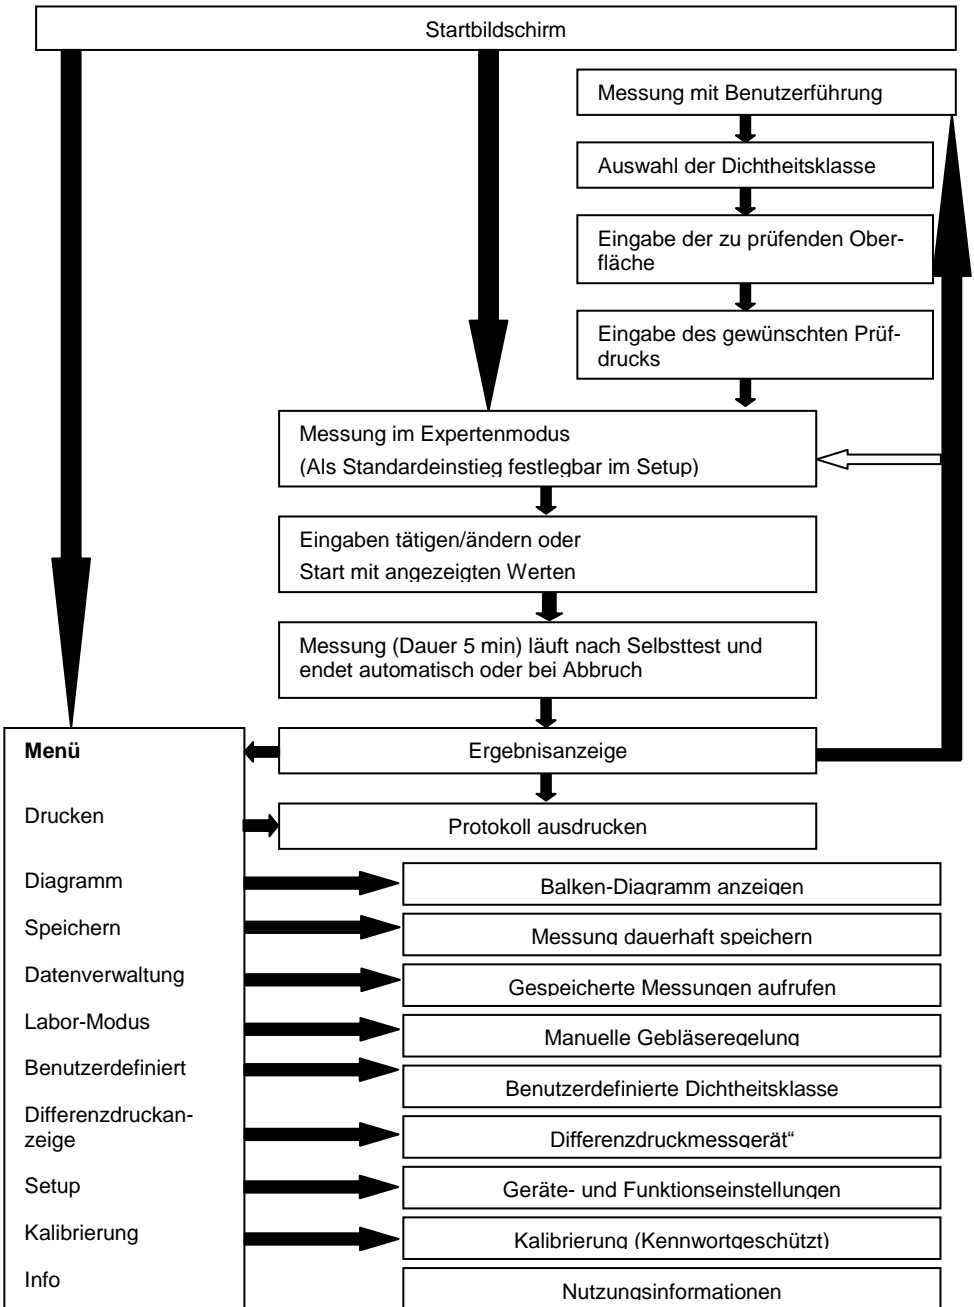 Startbildschirm
Messung mit Benutzerführung
Auswahl der Dichtheitsklasse
Eingabe der zu prüfenden Ober-
fläche
Eingabe des gewünschten Prüf-
drucks
Messung im Expertenmodus
(Als Standardeinstieg festlegbar im Setup)
Eingaben tätigen/ändern oder
Start mit angezeigten Werten
Messung (Dauer 5 min) läuft nach Selbsttest und
endet automatisch oder bei Abbruch
Menü
Ergebnisanzeige
Drucken
Protokoll ausdrucken
Diagramm
Balken-Diagramm anzeigen
Speichern
Messung dauerhaft speichern
Datenverwaltung
Gespeicherte Messungen aufrufen
Labor-Modus
Manuelle Gebläseregelung
Benutzerdefiniert
Benutzerdefinierte Dichtheitsklasse
Differenzdruckan-
zeige
Differenzdruckmessgerät“
Setup
Geräte- und Funktionseinstellungen
Kalibrierung
Kalibrierung (Kennwortgeschützt)
Info
Nutzungsinformationen